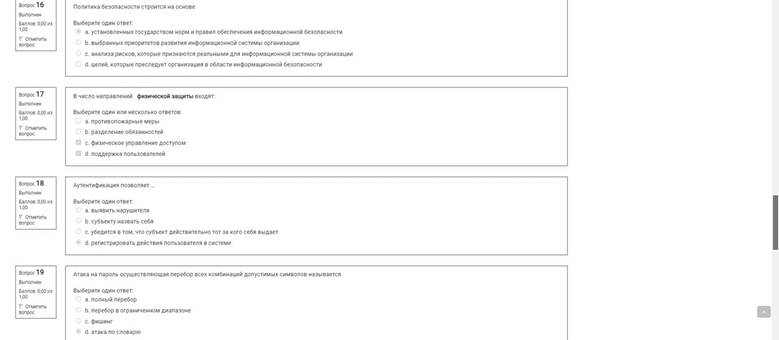 Вопрос 16
Выполнен
Баллов: 0,00 из
1,00
Отметить
вопрос
Политика безопасности строится на основе
Выберите один ответ:
a. установленных государством норм и правил обеспечения информационной безопасности
b. выбранных приоритетов развития информационной системы организации
c. анализа рисков, которые признаются реальными для информационной системы организации
d. целей, которые преследует организация в области информационной безопасности
Вопрос 17
Выполнен
Баллов: 0,00 из
1,00
Отметить
вопрос
В число направлений физической защиты входят:
Выберите один или несколько ответов:
a. противопожарные меры
b. разделение обязанностей
c. физическое управление доступом
d. поддержка пользователей
Вопрос 18
Выполнен
Баллов: 0,00 из
1,00
Отметить
вопрос
Аутентификация позволяет ...
Выберите один ответ:
a. выявить нарушителя
b. субъекту назвать себя
c. убедится в том, что субъект действительно тот за кого себя выдает
d. регистрировать действия пользователя в системе
Вопрос 19
Выполнен
Баллов: 0,00 из
1,00
Отметить
вопрос
Атака на пароль осуществляющая перебор всех комбинаций допустимых символов называется
Выберите один ответ:
a. полный перебор
b. перебор в ограниченном диапазоне
c. фишинг
d. атака по словарю